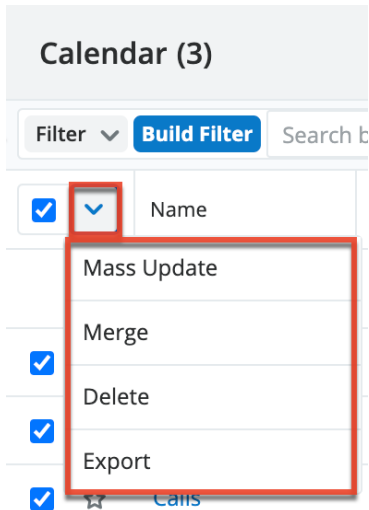 Calendar (3)
Filter Build Filter Search b
Name
Mass Update
Merge
Delete
Export
Calls